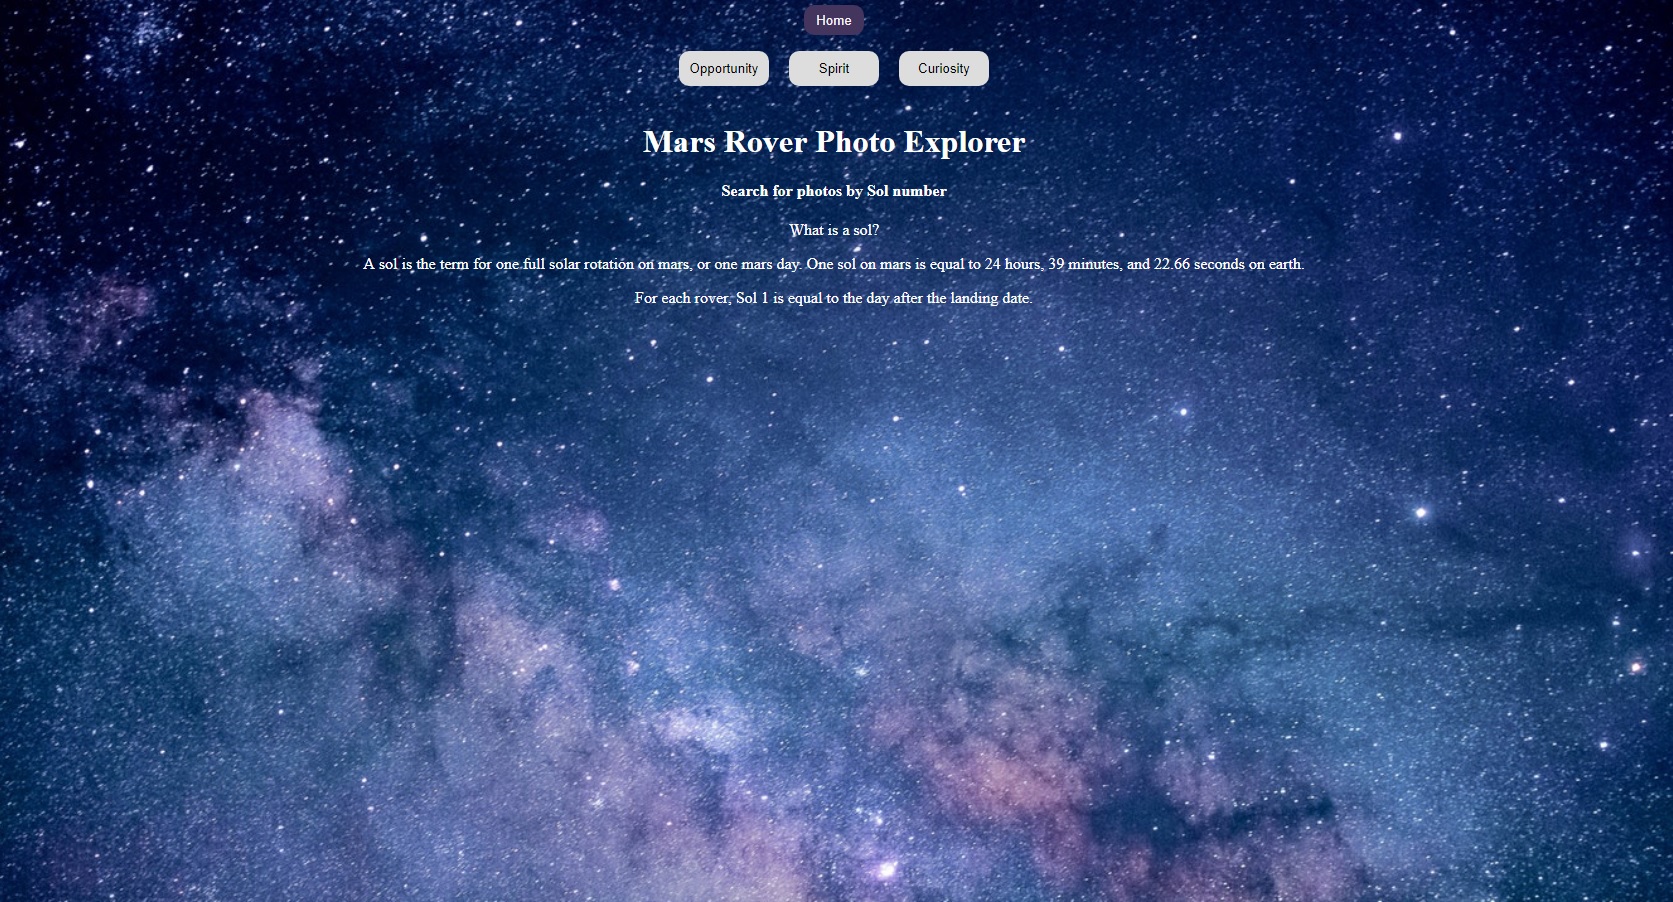 Home
Opportunity Spirit Curiosity
Mars Rover Photo Explorer
Search for photos by Sol number
What is a sol?
A sol is the term for one full solar rotation on mars, or one mars day. One sol on mars is equal to 24 hours, 39 minutes, and 22.66 seconds on earth.
For each rover, Sol 1 is equal to the day after the landing date.